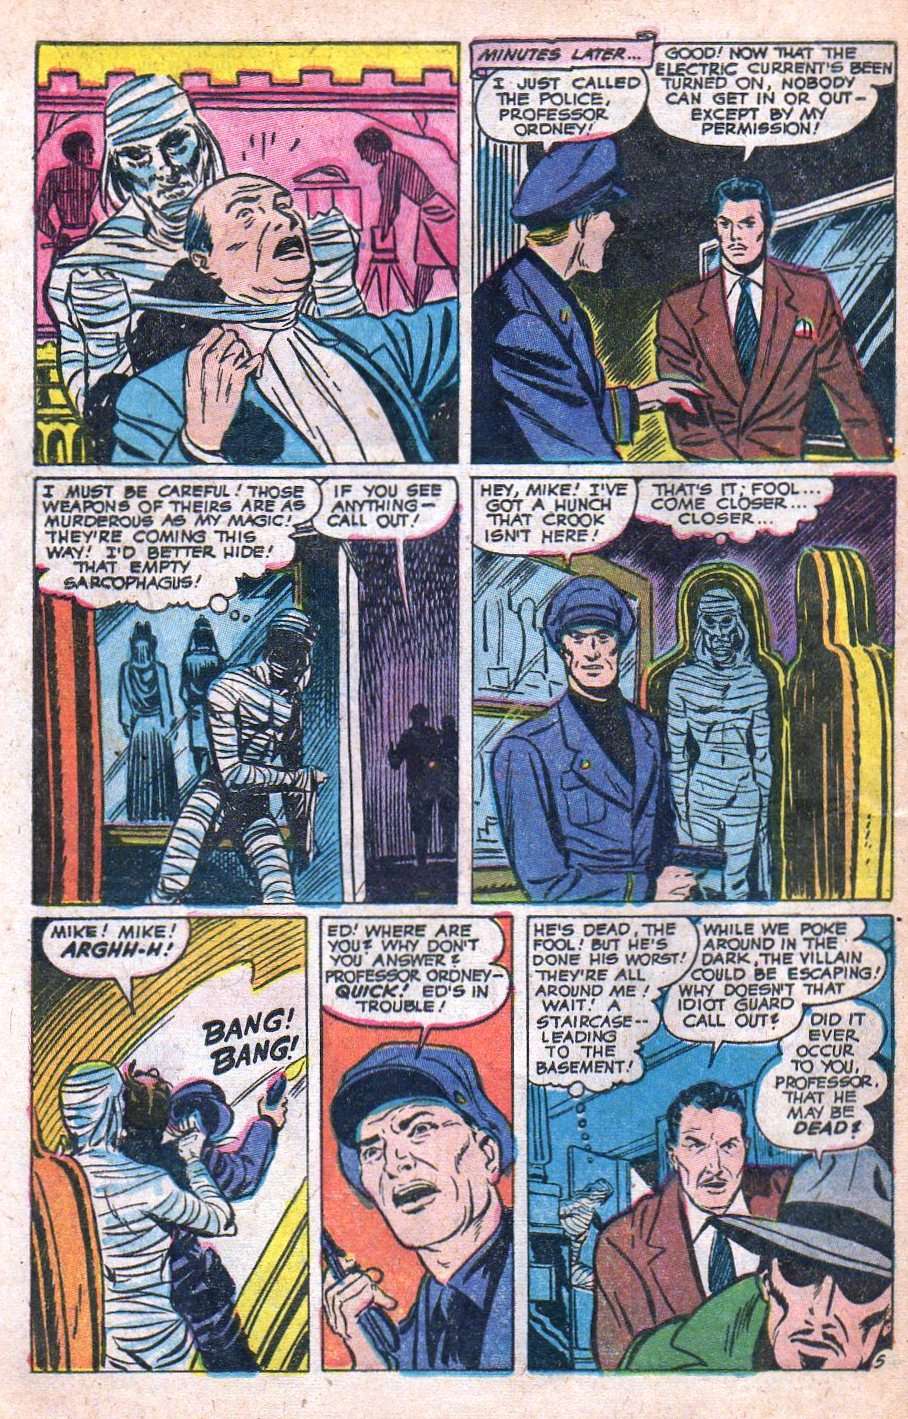 MINUTES LATER...
I JUST CALLED
THE POLICE,
PROFESSOR
ORDNEY!
GOOD! NOW THAT THE
ELECTRIC CURRENT'S BEEN
TURNED ON, NOBODY
CAN GET IN OR OUT-
EXCEPT BY MY
PERMISSION!
I MUST BE CAREFUL! THOSE
WEAPONS OF THEIRS ARE AS
MURDEROUS AS MY MAGIC!
THEY'RE COMING THIS
WAY! I'D BETTER HIDE!
THAT EMPTY
SARCOPHAGUS!
IF YOU SEE
ANYTHING-
CALL OUT!
HEY, MIKE! I'VE
GOT A HUNCH
THAT CROOK
ISN'T HERE!
THAT'S IT; FOOL...
COME CLOSER...
CLOSER...
MIKE! MIKE!
ARGHH-H!
BANG!
BANG!
ED! WHERE ARE
YOU? WHY DON'T
YOU ANSWER?
PROFESSOR ORDNEY-
QUICK! ED'S IN
TROUBLE!
HE'S DEAD, THE
FOOL! BUT HE'S
DONE HIS WORST!
THEY'RE ALL
AROUND ME!
WAIT! A
STAIRCASE--
LEADING
TO THE
BASEMENT!
WHILE WE POKE
AROUND IN THE
DARK, THE VILLAIN
COULD BE ESCAPING!
WHY DOESN'T THAT
IDIOT GUARD
CALL OUT?
DID IT
EVER
OCCUR
TO YOU,
PROFESSOR,
THAT HE
MAY BE
DEAD?
5